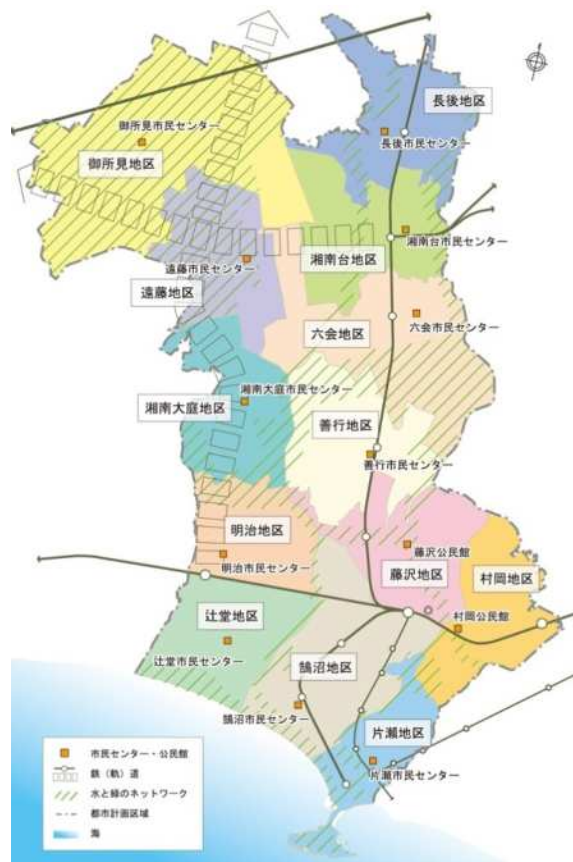 長後地区
御所見市民センター
長後市民センター
御所見地区
湘南台市民センター
湘南台地区
遠藤市民センター
遠藤地区
六会地区
六会市民センター
湘南大庭市民センター
湘南大庭地区
善行地区
善行市民センター
明治地区
藤沢公民館
明治市民センター
藤沢地区
村岡地区
辻堂地区
村岡公民館
辻堂市民センター
鵠沼地区
鵠沼市民センター
片瀬地区
片瀬市民センター
市民センター・公民館
鉄（軌）道
水と緑のネットワーク
都市計画区域
海